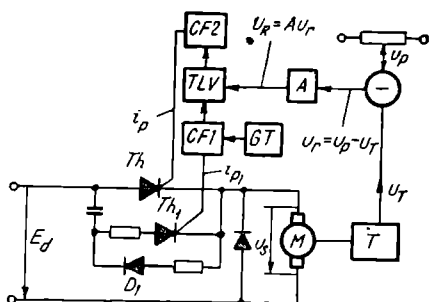 CF2
U_R = AU_r
U_p
TLV
A
−
i_p
U_r = U_p − U_T
CF1
GT
Th
i_p1
U_T
Th_1
E_d
U_s
M
T
D_1